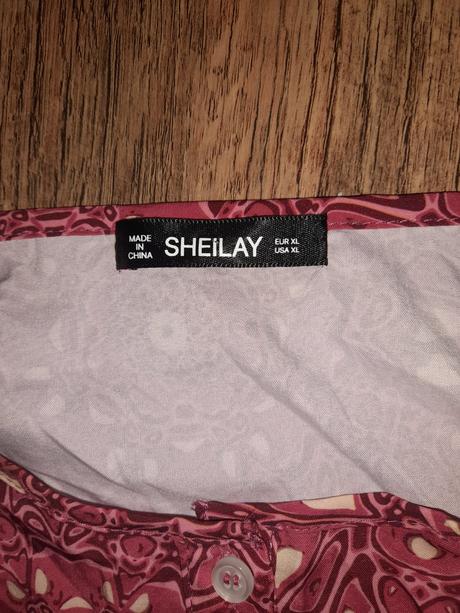 MADE
IN
CHINA
SHEiLAY
EUR XL
USA XL